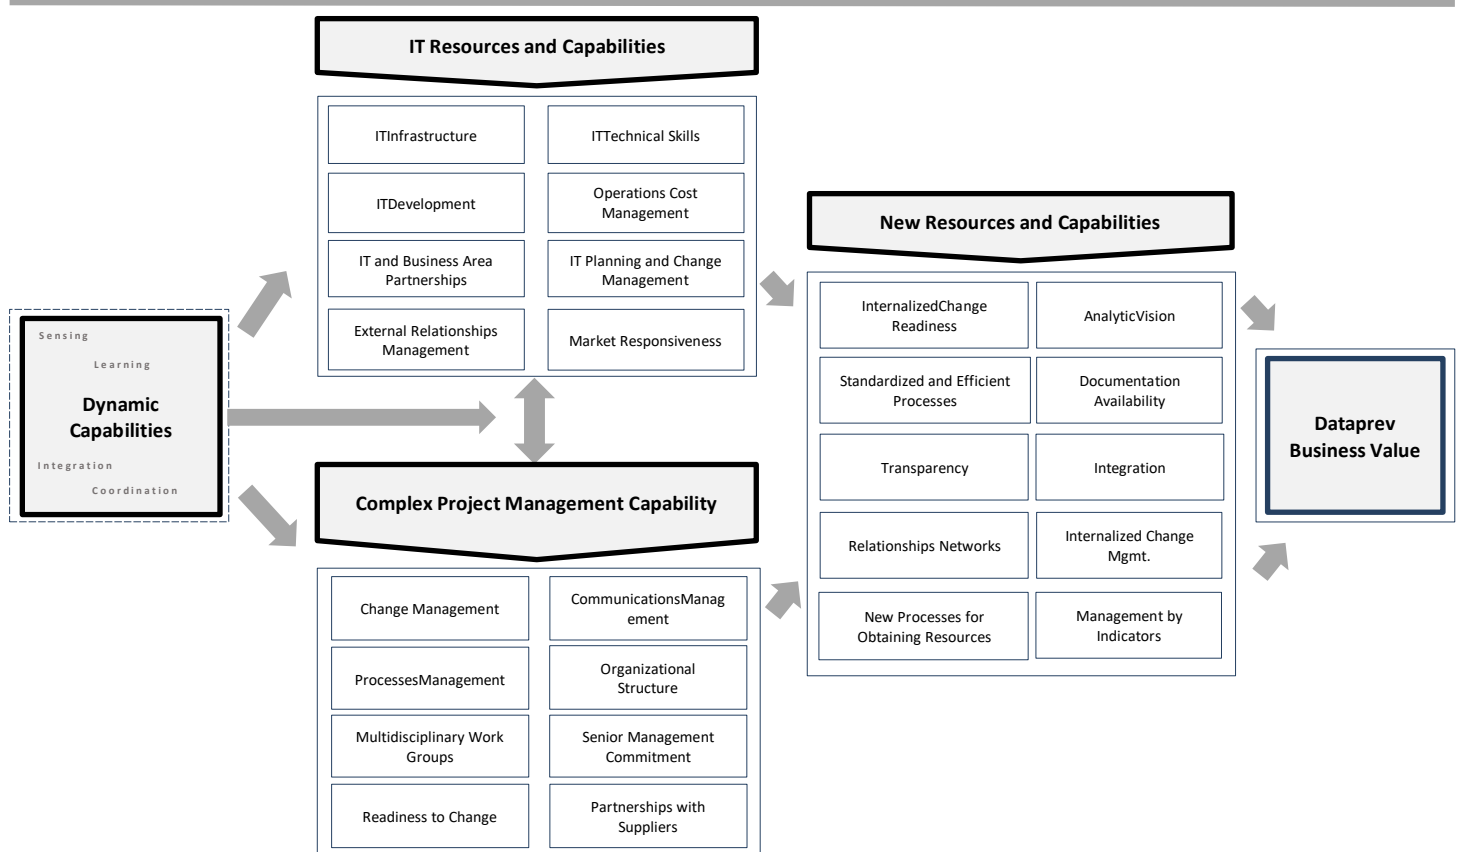 IT Resources and Capabilities
ITInfrastructure
ITTechnical Skills
ITDevelopment
Operations Cost
Management
IT and Business Area
Partnerships
IT Planning and Change
Management
External Relationships
Management
Market Responsiveness
Sensing
Learning
Dynamic
Capabilities
Integration
Coordination
Complex Project Management Capability
Change Management
CommunicationsManag
ement
ProcessesManagement
Organizational
Structure
Multidisciplinary Work
Groups
Senior Management
Commitment
Readiness to Change
Partnerships with
Suppliers
New Resources and Capabilities
InternalizedChange
Readiness
AnalyticVision
Standardized and Efficient
Processes
Documentation
Availability
Transparency
Integration
Relationships Networks
Internalized Change
Mgmt.
New Processes for
Obtaining Resources
Management by
Indicators
Dataprev
Business Value